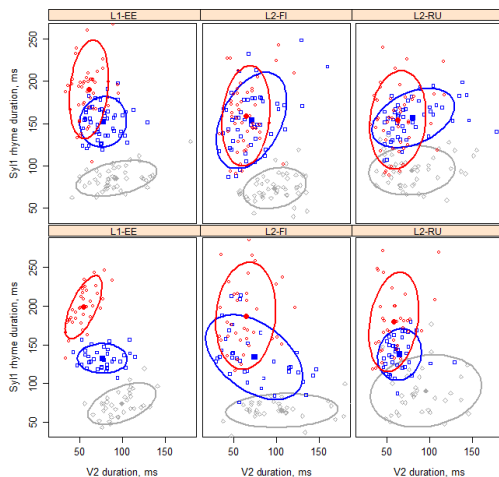 L1-EE L2-FI L2-RU
Syl1 rhyme duration, ms
250
200
150
100
50
L1-EE L2-FI L2-RU
Syl1 rhyme duration, ms
250
200
150
100
50
50 100 150 50 100 150 50 100 150
V2 duration, ms V2 duration, ms V2 duration, ms